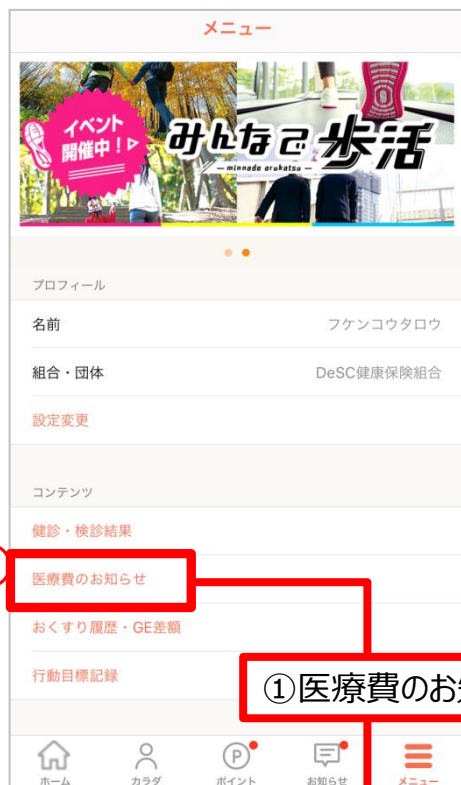 メニュー
イベント
開催中！
みんなで歩活
minnade arukatsu
プロフィール
名前 フケンコウタロウ
組合・団体 DeSC健康保険組合
設定変更
コンテンツ
健診・検診結果
医療費のお知らせ
おくすり履歴・GE差額
行動目標記録
①医療費のお
ホーム カラダ ポイント お知らせ メニュー